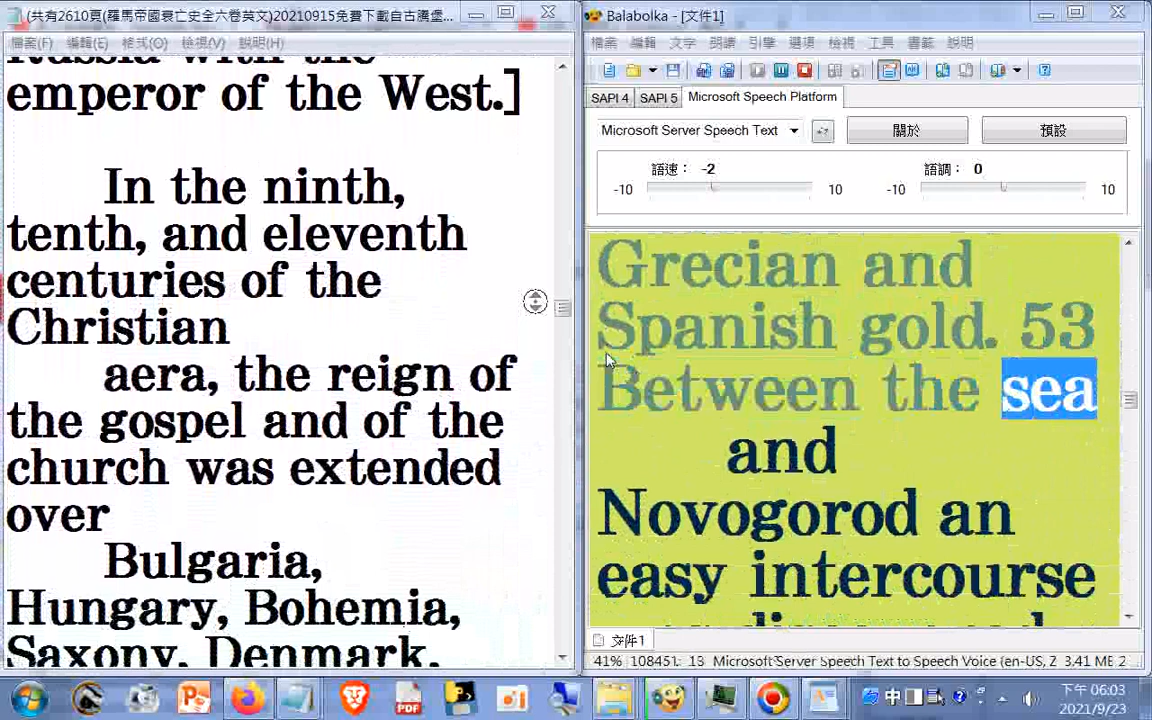 (共有2610頁(羅馬帝國衰亡史全六卷英文)20210915免費下載自古騰堡...
檔案(F) 編輯(E) 格式(O) 檢視(V) 說明(H)
Russia with the
emperor of the West.]
In the ninth,
tenth, and eleventh
centuries of the
Christian
aera, the reign of
the gospel and of the
church was extended
over
Bulgaria,
Hungary, Bohemia,
Saxony, Denmark,
Balabolka - [文件1]
檔案 編輯 文字 朗讀 引擎 選項 檢視 工具 書籤 說明
SAPI 4 SAPI 5 Microsoft Speech Platform
Microsoft Server Speech Text 關於 預設
語速： -2 語調： 0
-10 10 -10 10
Grecian and
Spanish gold. 53
Between the sea
and
Novogorod an
easy intercourse
文件1
41% 108451: 13 Microsoft Server Speech Text to Speech Voice (en-US, Z 3.41 MB 2
中 下午 06:03
2021/9/23